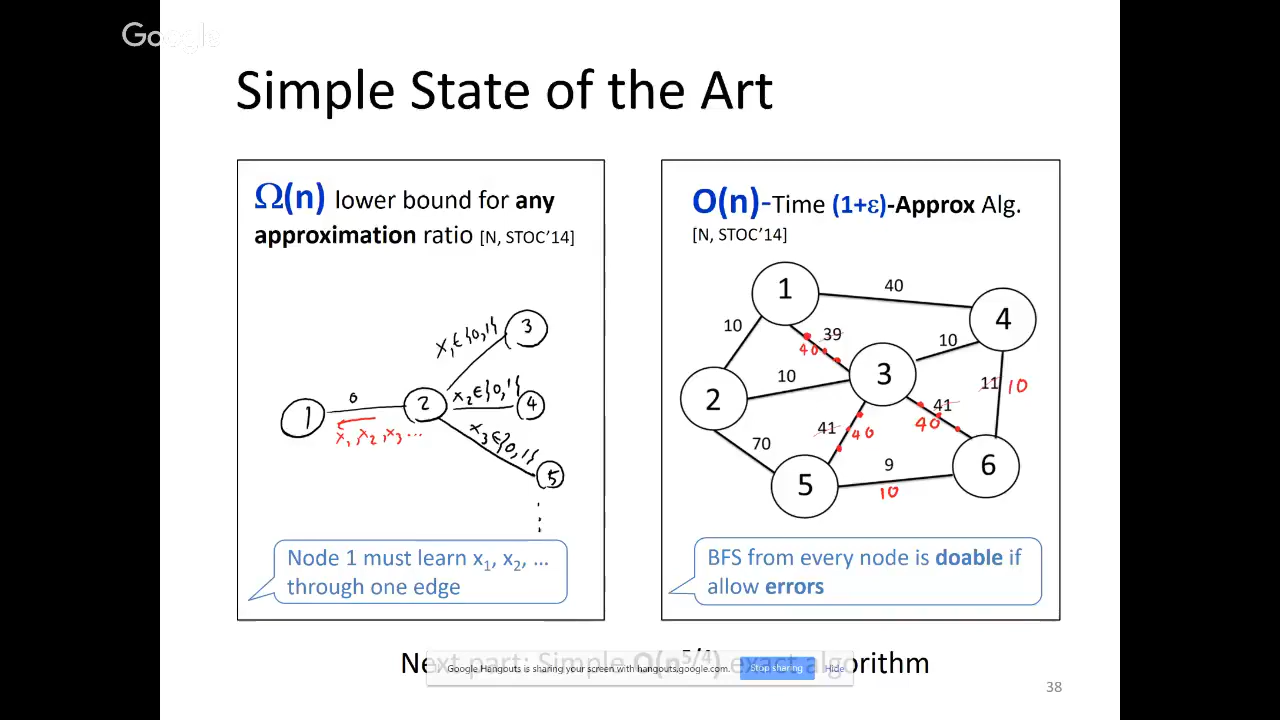 Google
Simple State of the Art
Ω(n) lower bound for any
approximation ratio [N, STOC'14]
3
x₁∈{0,1}
0
1
2
x₂∈{0,1}
4
x₁, x₂, x₃ ...
x₃∈{0,1}
5
Node 1 must learn x₁, x₂, ...
through one edge
O(n)-Time (1+ε)-Approx Alg.
[N, STOC'14]
1
40
4
10
39
40
10
3
10
11
10
2
41
40
41
40
70
9
6
5
10
BFS from every node is doable if
allow errors
Next part: Simple O(n^5/4) exact algorithm
Google Hangouts is sharing your screen with hangouts.google.com.
Stop sharing
Hide
38